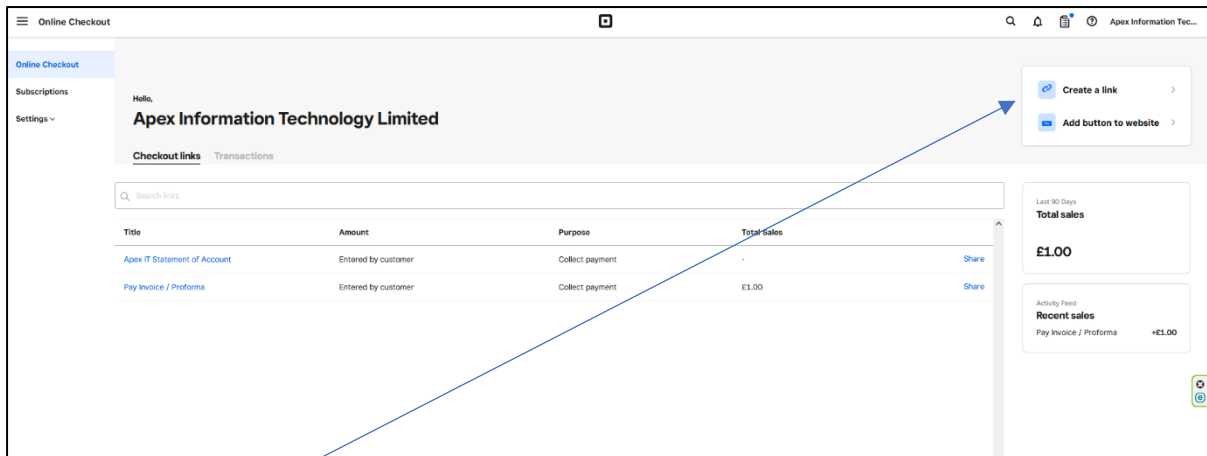 Online Checkout
Apex Information Tec...
Online Checkout
Subscriptions
Settings
Hello,
Apex Information Technology Limited
Checkout links Transactions
Create a link
Add button to website
Search links
Title Amount Purpose Total Sales
Apex IT Statement of Account Entered by customer Collect payment - Share
Pay Invoice / Proforma Entered by customer Collect payment £1.00 Share
Last 90 Days
Total sales
£1.00
Activity Feed
Recent sales
Pay Invoice / Proforma +£1.00